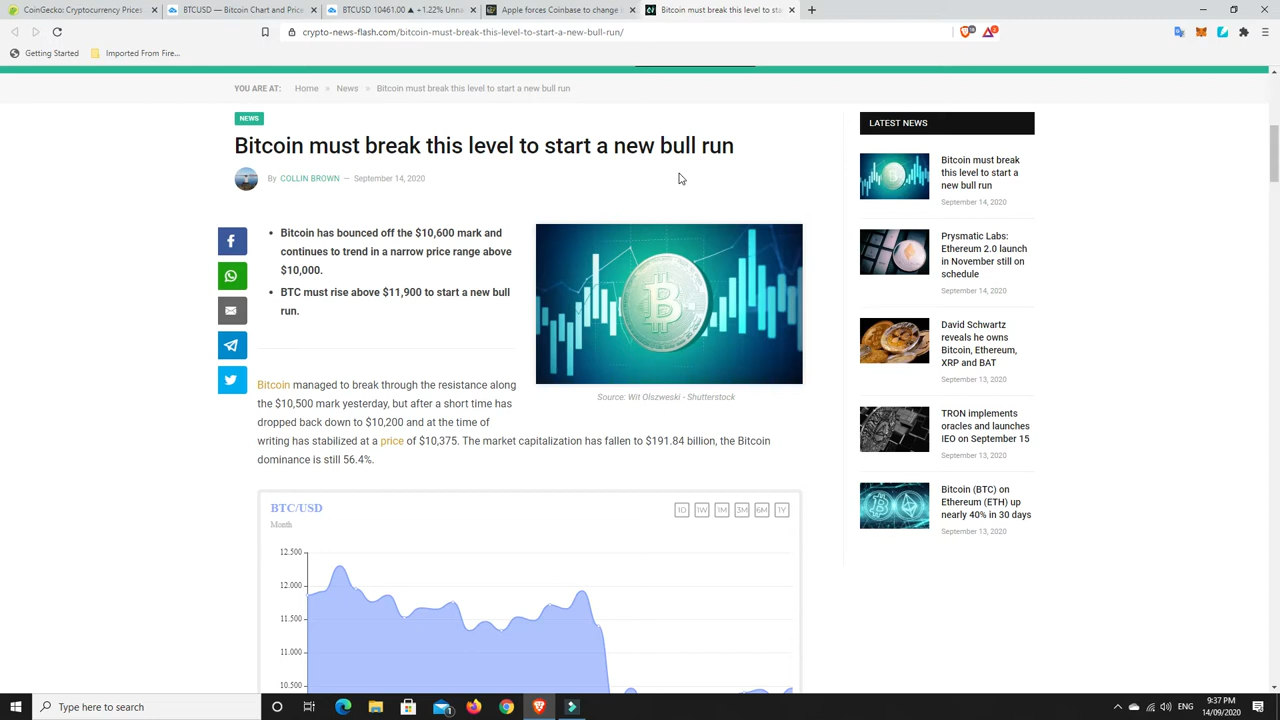 CoinGecko: Cryptocurrency Prices
BTCUSD — Bitcoin Chart and Price
BTCUSD 10461.00 ▲ +1.22% Unna
Apple forces Coinbase to change
Bitcoin must break this level to sta
crypto-news-flash.com/bitcoin-must-break-this-level-to-start-a-new-bull-run/
Getting Started
Imported From Fire...
YOU ARE AT: Home » News » Bitcoin must break this level to start a new bull run
NEWS
Bitcoin must break this level to start a new bull run
By COLLIN BROWN — September 14, 2020
• Bitcoin has bounced off the $10,600 mark and
continues to trend in a narrow price range above
$10,000.
• BTC must rise above $11,900 to start a new bull
run.
Source: Wit Olszweski - Shutterstock
Bitcoin managed to break through the resistance along
the $10,500 mark yesterday, but after a short time has
dropped back down to $10,200 and at the time of
writing has stabilized at a price of $10,375. The market capitalization has fallen to $191.84 billion, the Bitcoin
dominance is still 56.4%.
BTC/USD
Month
1D 1W 1M 3M 6M 1Y
12.500
12.000
11.500
11.000
10.500
LATEST NEWS
Bitcoin must break
this level to start a
new bull run
September 14, 2020
Prysmatic Labs:
Ethereum 2.0 launch
in November still on
schedule
September 14, 2020
David Schwartz
reveals he owns
Bitcoin, Ethereum,
XRP and BAT
September 13, 2020
TRON implements
oracles and launches
IEO on September 15
September 13, 2020
Bitcoin (BTC) on
Ethereum (ETH) up
nearly 40% in 30 days
September 13, 2020
Type here to search
ENG
9:37 PM
14/09/2020